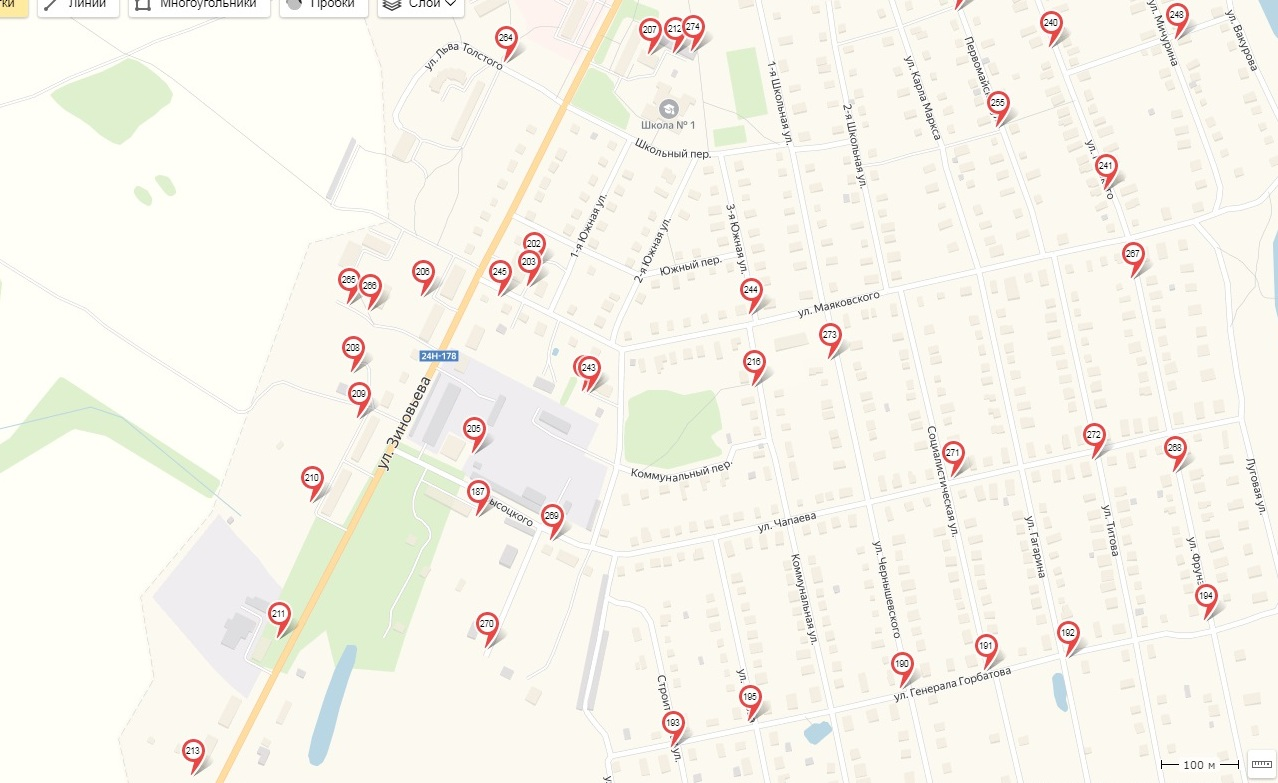 Линии
Многоугольники
Пробки
Слои
264
207
212
274
240
248
ул. Мичурина
ул. Вакурова
ул. Льва Толстого
1-я Школьная ул.
ул. Карла Маркса
255
Школа № 1
2-я Школьная ул.
Школьный пер.
241
3-я Южная ул.
1-я Южная ул.
2-я Южная ул.
202
203
245
206
265
266
Южный пер.
267
244
ул. Маяковского
273
208
24Н-178
243
216
209
ул. Зиновьева
205
Коммунальный пер.
Социалистическая ул.
271
272
268
Луговая ул.
210
187
269
ул. Чапаева
ул. Гагарина
ул. Титова
Коммунальная ул.
ул. Чернышевского
194
211
270
190
191
192
ул. Генерала Горбатова
195
193
213
100 м